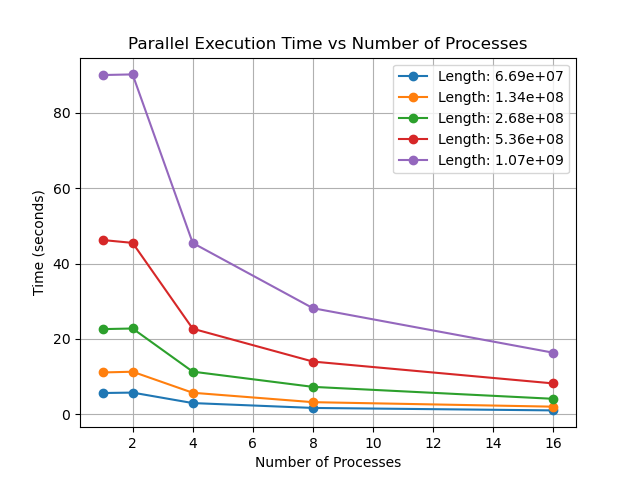 Parallel Execution Time vs Number of Processes
Length: 6.69e+07
Length: 1.34e+08
Length: 2.68e+08
Length: 5.36e+08
Length: 1.07e+09
Time (seconds)
80
60
40
20
0
2 4 6 8 10 12 14 16
Number of Processes